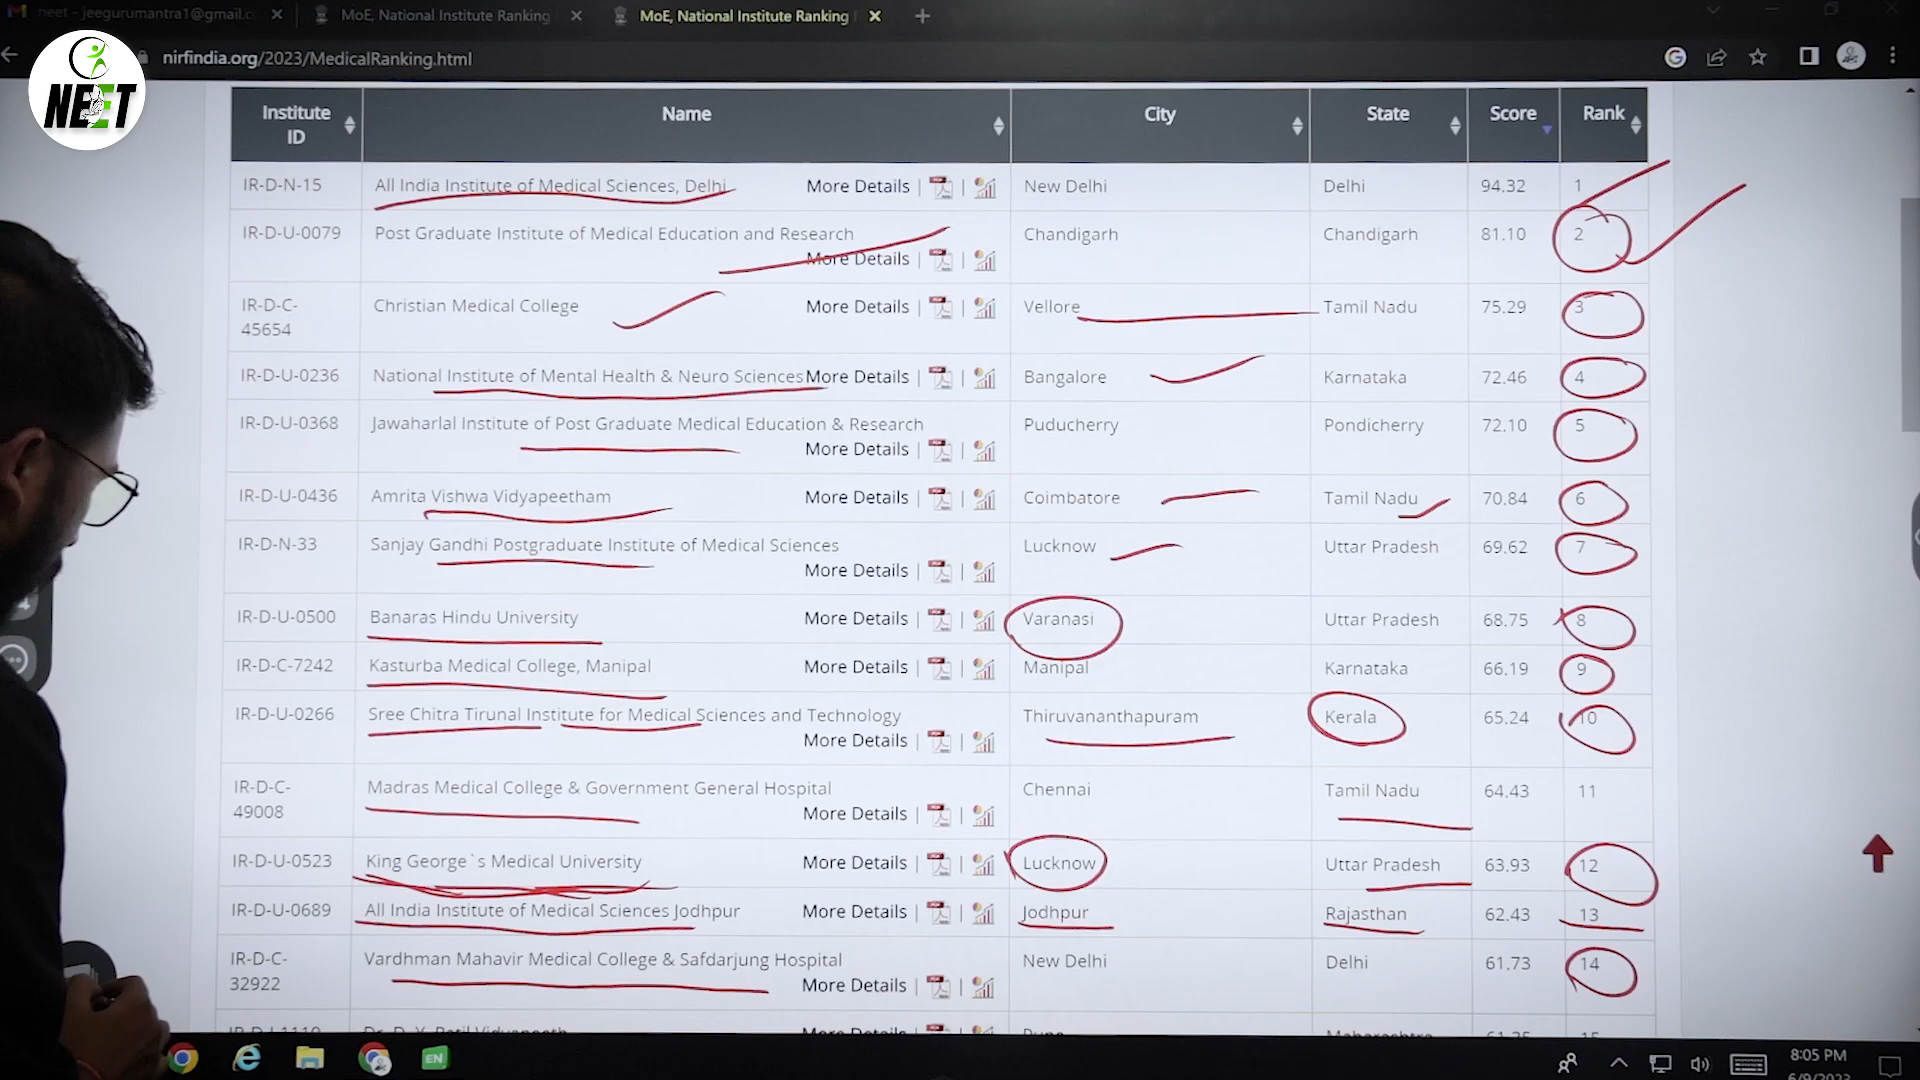 neet - jeegurumantra1@gmail.c
MoE, National Institute Ranking
MoE, National Institute Ranking
nirfindia.org/2023/MedicalRanking.html
NEET
Institute ID Name City State Score Rank
IR-D-N-15 All India Institute of Medical Sciences, Delhi More Details | | New Delhi Delhi 94.32 1
IR-D-U-0079 Post Graduate Institute of Medical Education and Research Chandigarh Chandigarh 81.10 2
More Details | |
IR-D-C-45654 Christian Medical College More Details | | Vellore Tamil Nadu 75.29 3
IR-D-U-0236 National Institute of Mental Health & Neuro Sciences More Details | | Bangalore Karnataka 72.46 4
IR-D-U-0368 Jawaharlal Institute of Post Graduate Medical Education & Research Puducherry Pondicherry 72.10 5
More Details | |
IR-D-U-0436 Amrita Vishwa Vidyapeetham More Details | | Coimbatore Tamil Nadu 70.84 6
IR-D-N-33 Sanjay Gandhi Postgraduate Institute of Medical Sciences Lucknow Uttar Pradesh 69.62 7
More Details | |
IR-D-U-0500 Banaras Hindu University More Details | | Varanasi Uttar Pradesh 68.75 8
IR-D-C-7242 Kasturba Medical College, Manipal More Details | | Manipal Karnataka 66.19 9
IR-D-U-0266 Sree Chitra Tirunal Institute for Medical Sciences and Technology Thiruvananthapuram Kerala 65.24 10
More Details | |
IR-D-C-49008 Madras Medical College & Government General Hospital Chennai Tamil Nadu 64.43 11
More Details | |
IR-D-U-0523 King George`s Medical University More Details | | Lucknow Uttar Pradesh 63.93 12
IR-D-U-0689 All India Institute of Medical Sciences Jodhpur More Details | | Jodhpur Rajasthan 62.43 13
IR-D-C-32922 Vardhman Mahavir Medical College & Safdarjung Hospital New Delhi Delhi 61.73 14
More Details | |
EN
8:05 PM